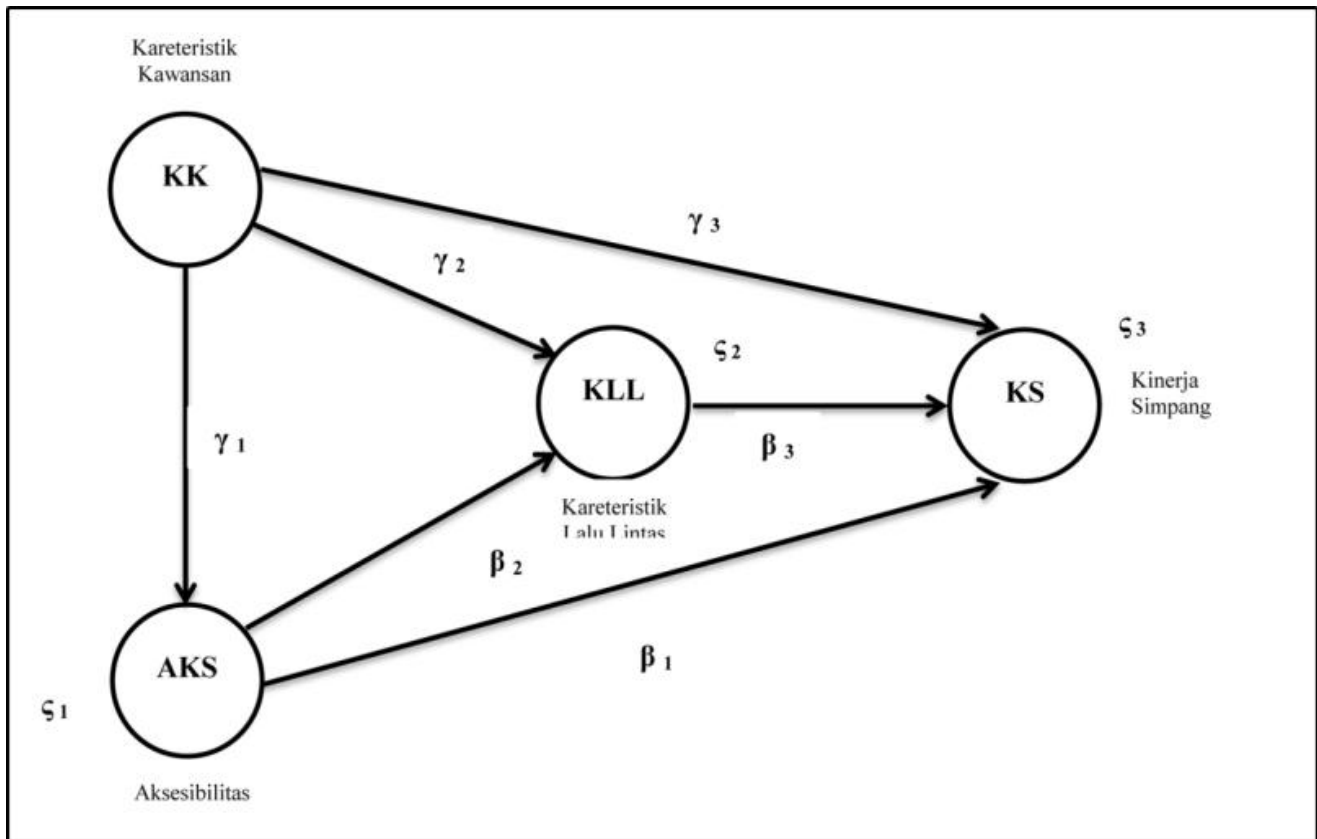 Kareteristik
Kawansan
KK
γ 3
γ 2
ς 3
ς 2
KLL
KS
Kinerja
Simpang
γ 1
β 3
Kareteristik
Lalu Lintas
β 2
β 1
AKS
ς 1
Aksesibilitas